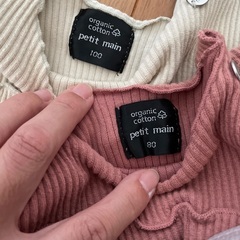 organic
cotton
petit main
100
organic
cotton
petit main
80